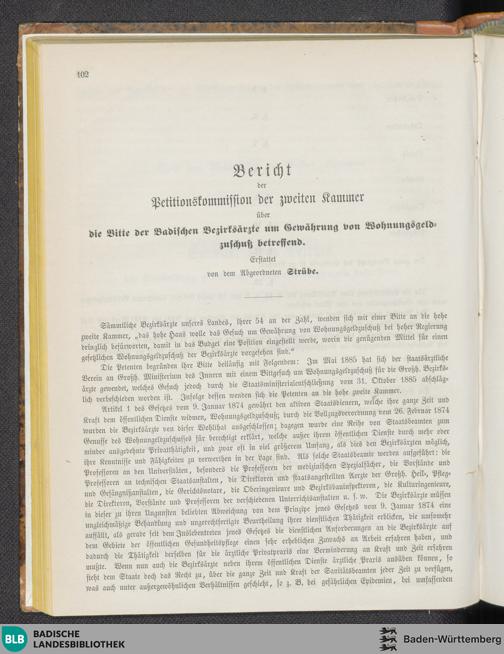 402
Bericht
der
Petitionskommission der zweiten Kammer
über
die Bitte der Badischen Bezirksärzte um Gewährung von Wohnungsgeld-
zuschuß betreffend.
Erstattet
von dem Abgeordneten Strübe.
Sämmtliche Bezirksärzte unseres Landes, ihrer 54 an der Zahl, wenden sich mit einer Bitte an die hohe
zweite Kammer, „das hohe Haus wolle das Gesuch um Gewährung von Wohnungsgeldzuschuß bei hoher Regierung
dringlich befürworten, damit in das Budget eine Position eingestellt werde, worin die genügenden Mittel für einen
gesetzlichen Wohnungsgeldzuschuß der Bezirksärzte vorgesehen sind.“
Die Petenten begründen ihre Bitte beiläufig mit Folgendem: Im Mai 1885 hat sich der staatsärztliche
Verein an Großh. Ministerium des Innern mit einem Bittgesuch um Wohnungsgeldzuschuß für die Großh. Bezirks-
ärzte gewendet, welches Gesuch jedoch durch die Staatsministerialentschließung vom 31. Oktober 1885 abschläg-
lich verbeschieden worden ist. Infolge dessen wenden sich die Petenten an die hohe zweite Kammer.
Artikel 1 des Gesetzes vom 9. Januar 1874 gewährt den aktiven Staatsdienern, welche ihre ganze Zeit und
Kraft dem öffentlichen Dienste widmen, Wohnungsgeldzuschuß; durch die Vollzugsverordnung vom 26. Februar 1874
wurden die Bezirksärzte von dieser Wohlthat ausgeschlossen; dagegen wurde eine Reihe von Staatsbeamten zum
Genusse des Wohnungsgeldzuschusses für berechtigt erklärt, welche außer ihrem öffentlichen Dienste durch mehr oder
minder ausgedehnte Privatthätigkeit, und zwar oft in viel größerem Umfang, als dies den Bezirksärzten möglich,
ihre Kenntnisse und Fähigkeiten zu verwerthen in der Lage sind. Als solche Staatsbeamte werden aufgeführt: die
Professoren an den Universitäten, besonders die Professoren der medizinischen Spezialfächer, die Vorstände und
Professoren an technischen Staatsanstalten, die Direktoren und staatsangestellten Aerzte der Großh. Heil-, Pflege-
und Gefängnißanstalten, die Gerichtsnotare, die Oberingenieure und Bezirksbauinspektoren, die Kulturingenieure,
die Direktoren, Vorstände und Professoren der verschiedenen Unterrichtsanstalten u. s. w. Die Bezirksärzte müssen
in dieser zu ihren Ungunsten beliebten Abweichung von dem Prinzipe jenes Gesetzes vom 9. Januar 1874 eine
ungleichmäßige Behandlung und ungerechtfertigte Beurtheilung ihrer dienstlichen Thätigkeit erblicken, die umsomehr
auffällt, als gerade seit dem Inslebentreten jenes Gesetzes die dienstlichen Anforderungen an die Bezirksärzte auf
dem Gebiete der öffentlichen Gesundheitspflege einen sehr erheblichen Zuwachs an Arbeit erfahren haben, und
dadurch die Thätigkeit derselben für die ärztliche Privatpraxis eine Verminderung an Kraft und Zeit erfahren
mußte. Wenn nun auch die Bezirksärzte neben ihrem öffentlichen Dienste ärztliche Praxis ausüben können, so
steht dem Staate doch das Recht zu, über die ganze Zeit und Kraft der Sanitätsbeamten jeder Zeit zu verfügen,
was auch unter außergewöhnlichen Verhältnissen geschieht, so z. B. bei gefährlichen Epidemien, bei umfassenden
BLB BADISCHE
LANDESBIBLIOTHEK
Baden-Württemberg